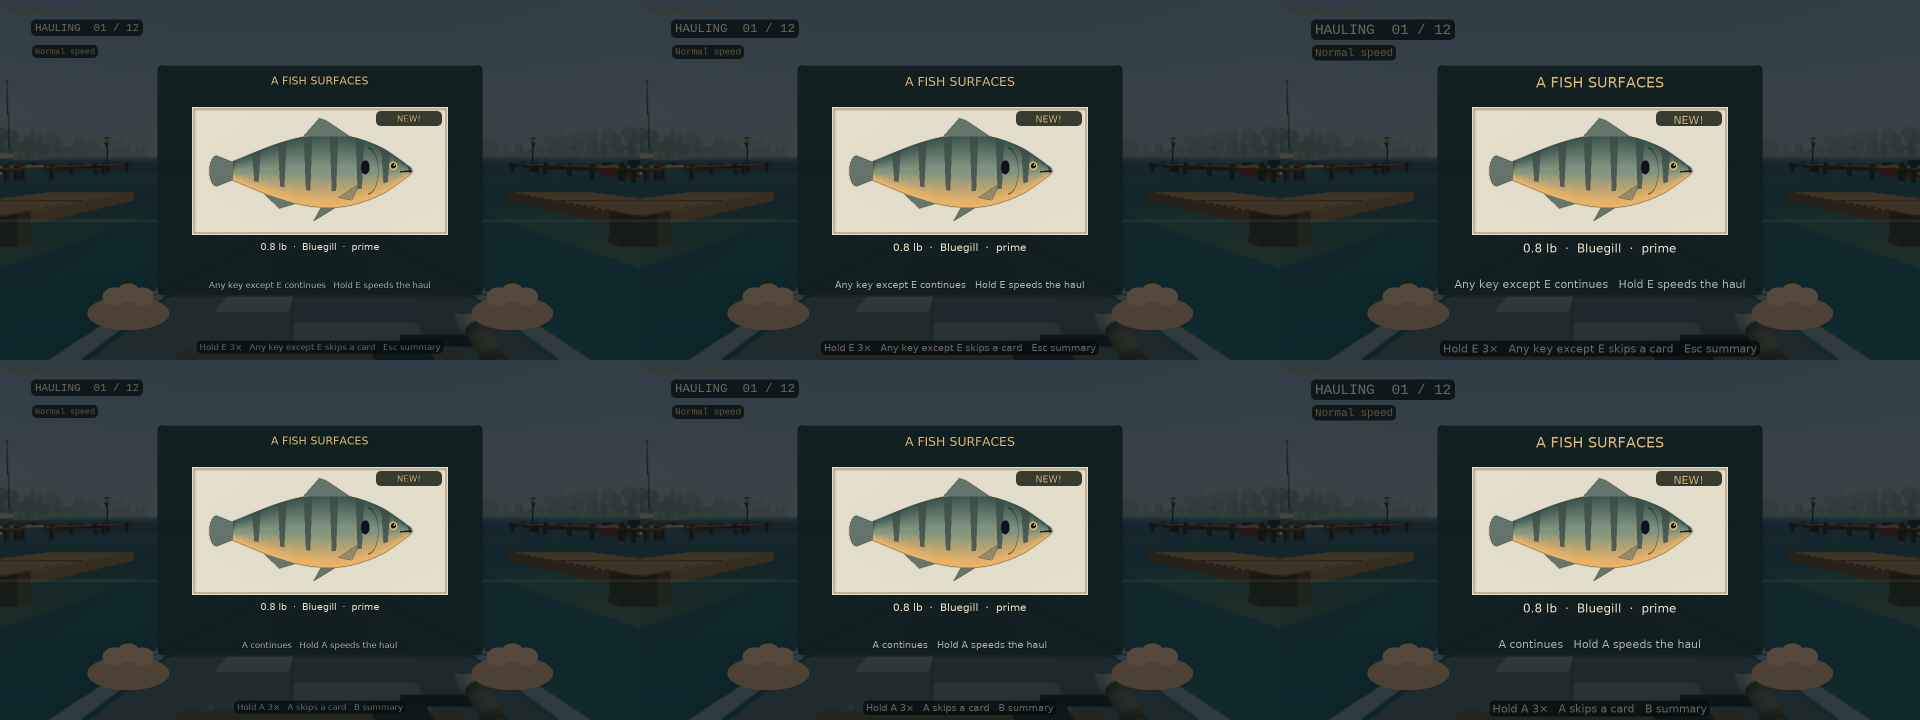 HAULING 01 / 12
Normal speed
A FISH SURFACES
NEW!
0.8 lb · Bluegill · prime
Any key except E continues Hold E speeds the haul
Hold E 3× Any key except E skips a card Esc summary
HAULING 01 / 12
Normal speed
A FISH SURFACES
NEW!
0.8 lb · Bluegill · prime
Any key except E continues Hold E speeds the haul
Hold E 3× Any key except E skips a card Esc summary
HAULING 01 / 12
Normal speed
A FISH SURFACES
NEW!
0.8 lb · Bluegill · prime
Any key except E continues Hold E speeds the haul
Hold E 3× Any key except E skips a card Esc summary
HAULING 01 / 12
Normal speed
A FISH SURFACES
NEW!
0.8 lb · Bluegill · prime
A continues Hold A speeds the haul
Hold A 3× A skips a card B summary
HAULING 01 / 12
Normal speed
A FISH SURFACES
NEW!
0.8 lb · Bluegill · prime
A continues Hold A speeds the haul
Hold A 3× A skips a card B summary
HAULING 01 / 12
Normal speed
A FISH SURFACES
NEW!
0.8 lb · Bluegill · prime
A continues Hold A speeds the haul
Hold A 3× A skips a card B summary